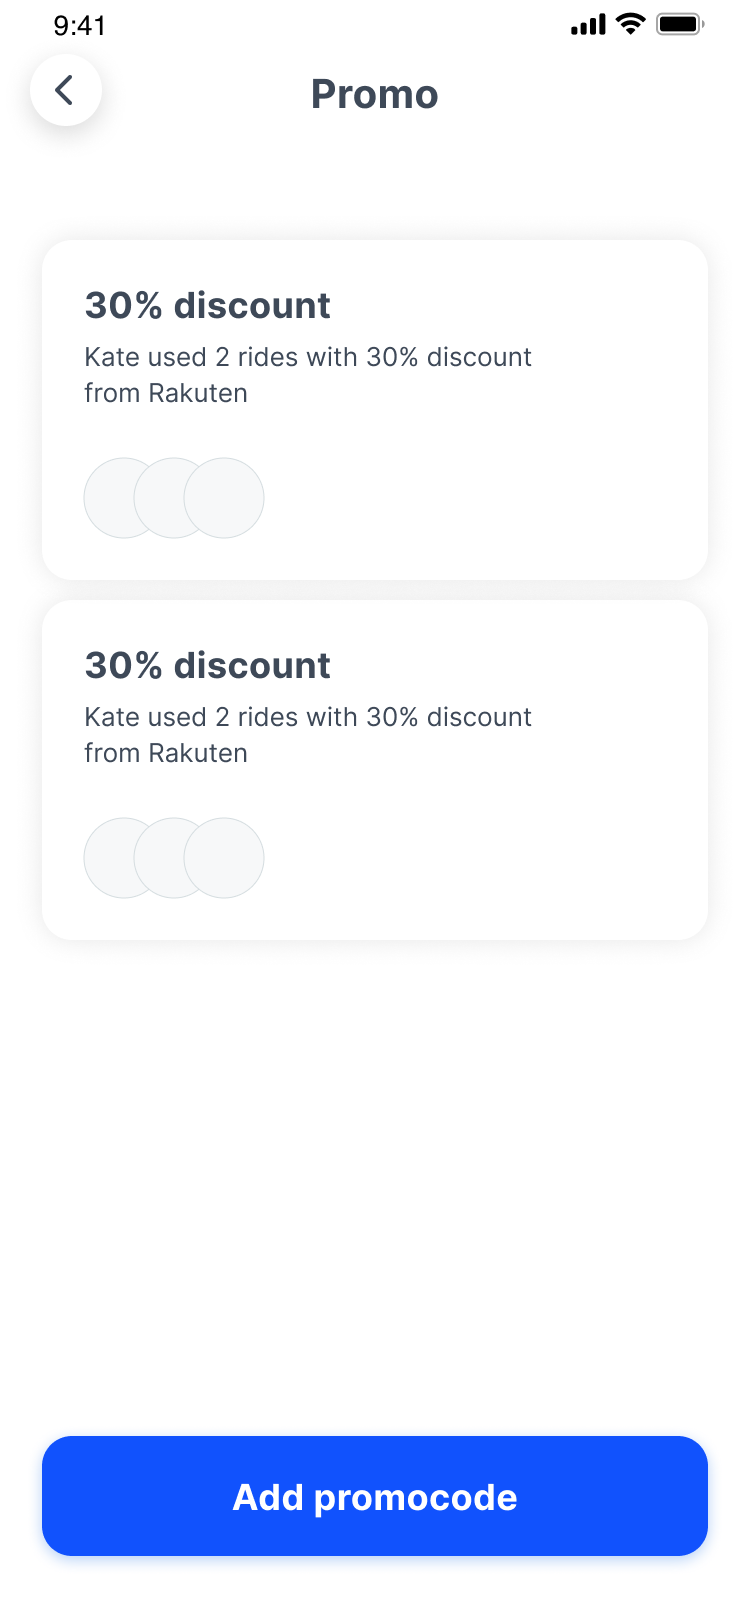 9:41
Promo
30% discount
Kate used 2 rides with 30% discount
from Rakuten
30% discount
Kate used 2 rides with 30% discount
from Rakuten
Add promocode